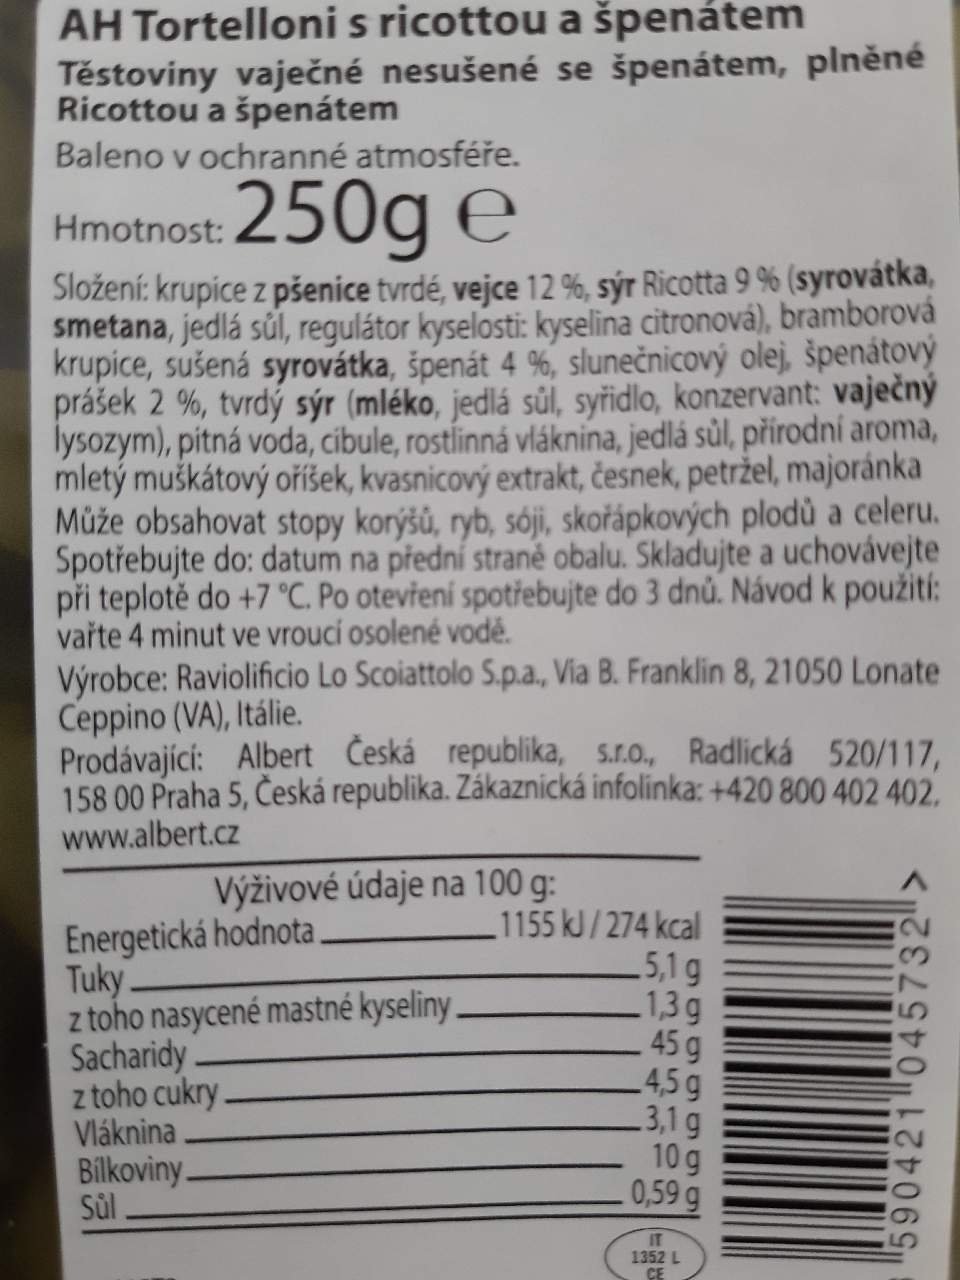 AH Tortelloni s ricottou a špenátem
Těstoviny vaječné nesušené se špenátem, plněné
Ricottou a špenátem
Baleno v ochranné atmosféře.
Hmotnost: 250g e
Složení: krupice z pšenice tvrdé, vejce 12 %, sýr Ricotta 9 % (syrovátka,
smetana, jedlá sůl, regulátor kyselosti: kyselina citronová), bramborová
krupice, sušená syrovátka, špenát 4 %, slunečnicový olej, špenátový
prášek 2 %, tvrdý sýr (mléko, jedlá sůl, syřidlo, konzervant: vaječný
lysozym), pitná voda, cibule, rostlinná vláknina, jedlá sůl, přírodní aroma,
mletý muškátový oříšek, kvasnicový extrakt, česnek, petržel, majoránka
Může obsahovat stopy korýšů, ryb, sóji, skořápkových plodů a celeru.
Spotřebujte do: datum na přední straně obalu. Skladujte a uchovávejte
při teplotě do +7 °C. Po otevření spotřebujte do 3 dnů. Návod k použití:
vařte 4 minut ve vroucí osolené vodě.
Výrobce: Raviolificio Lo Scoiattolo S.p.a., Via B. Franklin 8, 21050 Lonate
Ceppino (VA), Itálie.
Prodávající: Albert Česká republika, s.r.o., Radlická 520/117,
158 00 Praha 5, Česká republika. Zákaznická infolinka: +420 800 402 402,
www.albert.cz
Výživové údaje na 100 g:
Energetická hodnota 1155 kJ / 274 kcal
Tuky 5,1 g
z toho nasycené mastné kyseliny 1,3 g
Sacharidy 45 g
z toho cukry 4,5 g
Vláknina 3,1 g
Bílkoviny 10 g
Sůl 0,59 g
5904211045732>
IT
1352 L
CE